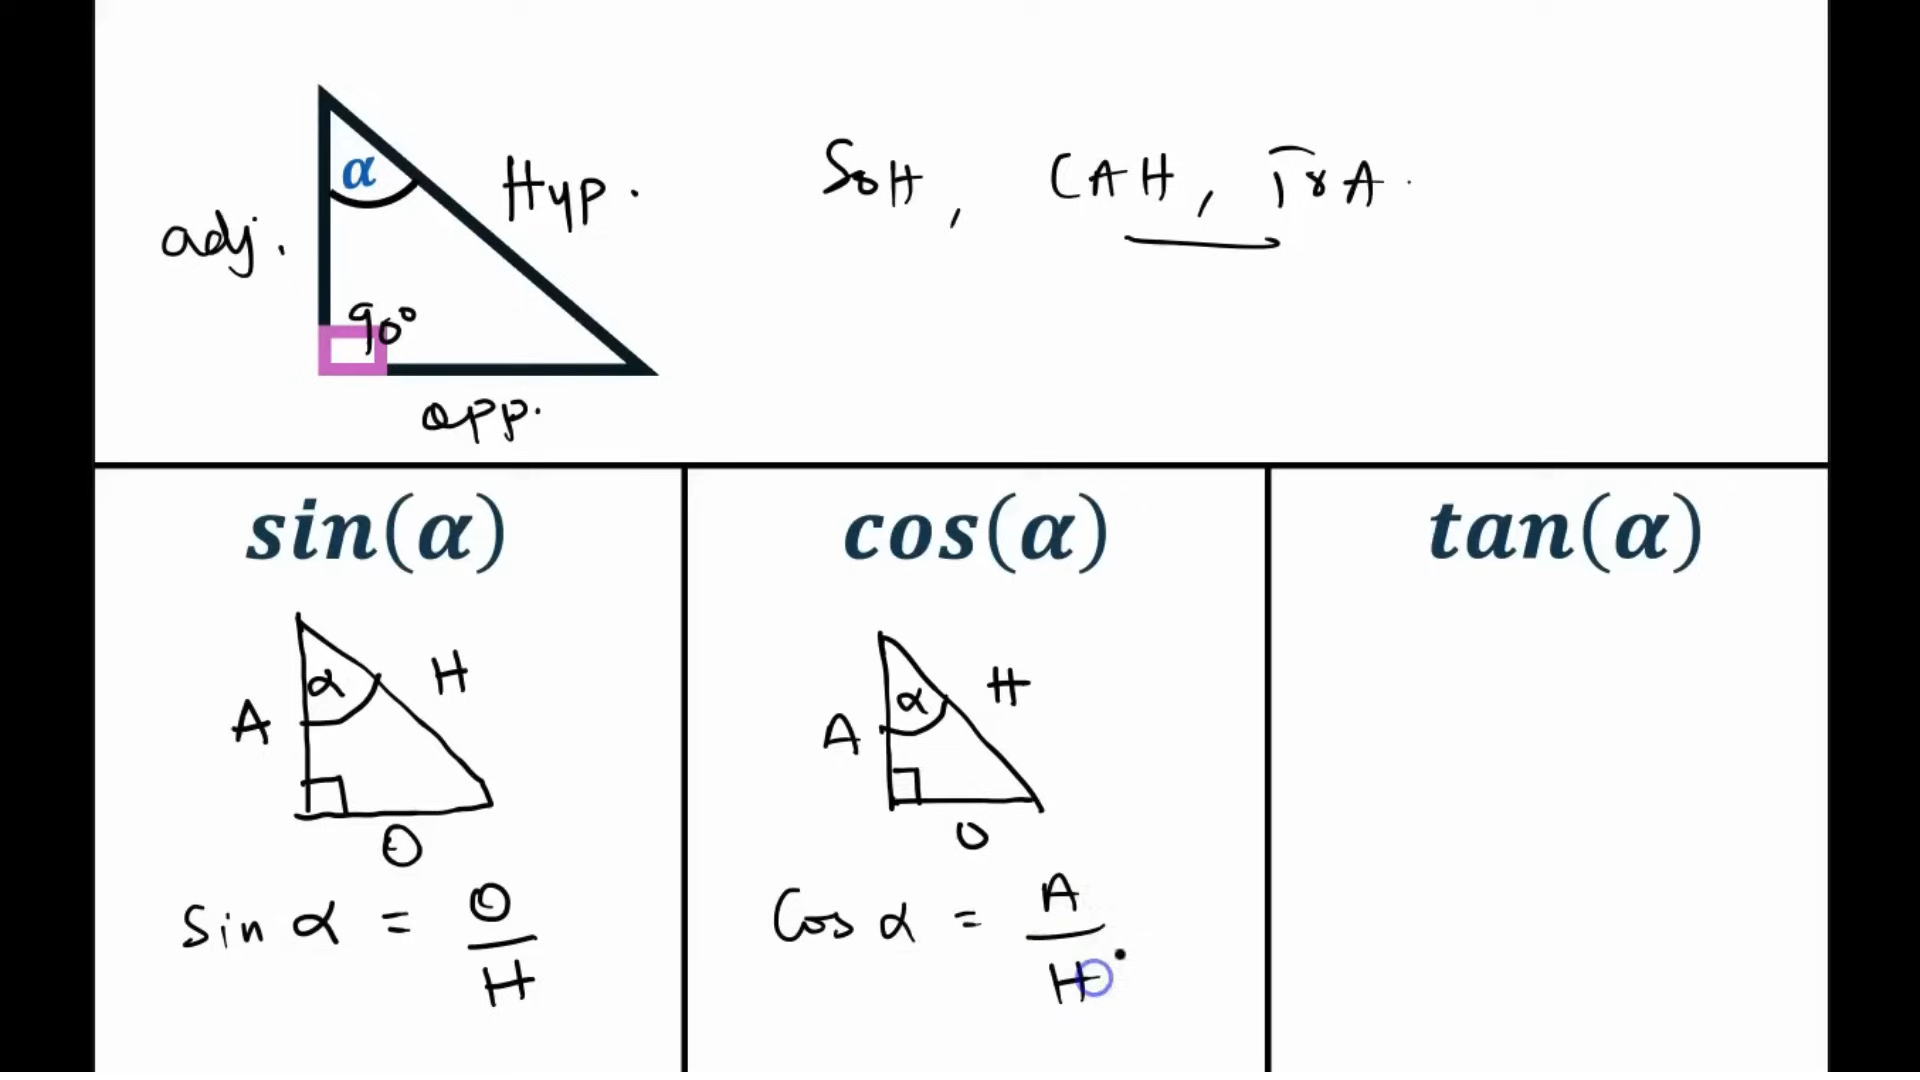 α
Hyp.
SOH, CAH, TOA.
adj.
90°
opp.
sin(α)
cos(α)
tan(α)
α
H
A
O
sin α = O/H
α
H
A
O
Cos α = A/H